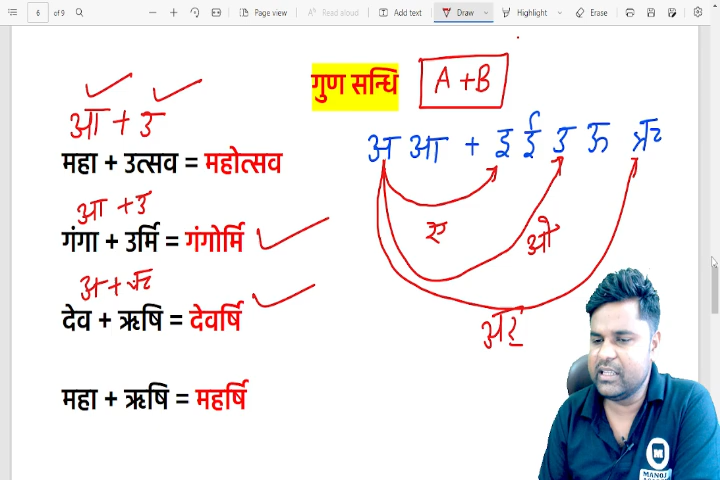 6 of 9 Page view Read aloud Add text Draw Highlight Erase
गुण सन्धि A+B
आ + उ
अ आ + इ ई उ ऊ ऋ
महा + उत्सव = महोत्सव
आ + उ
गंगा + उर्मि = गंगोर्मि
ए ओ
अ + ऋ
देव + ऋषि = देवर्षि
अर्
महा + ऋषि = महर्षि
M
MANOJ